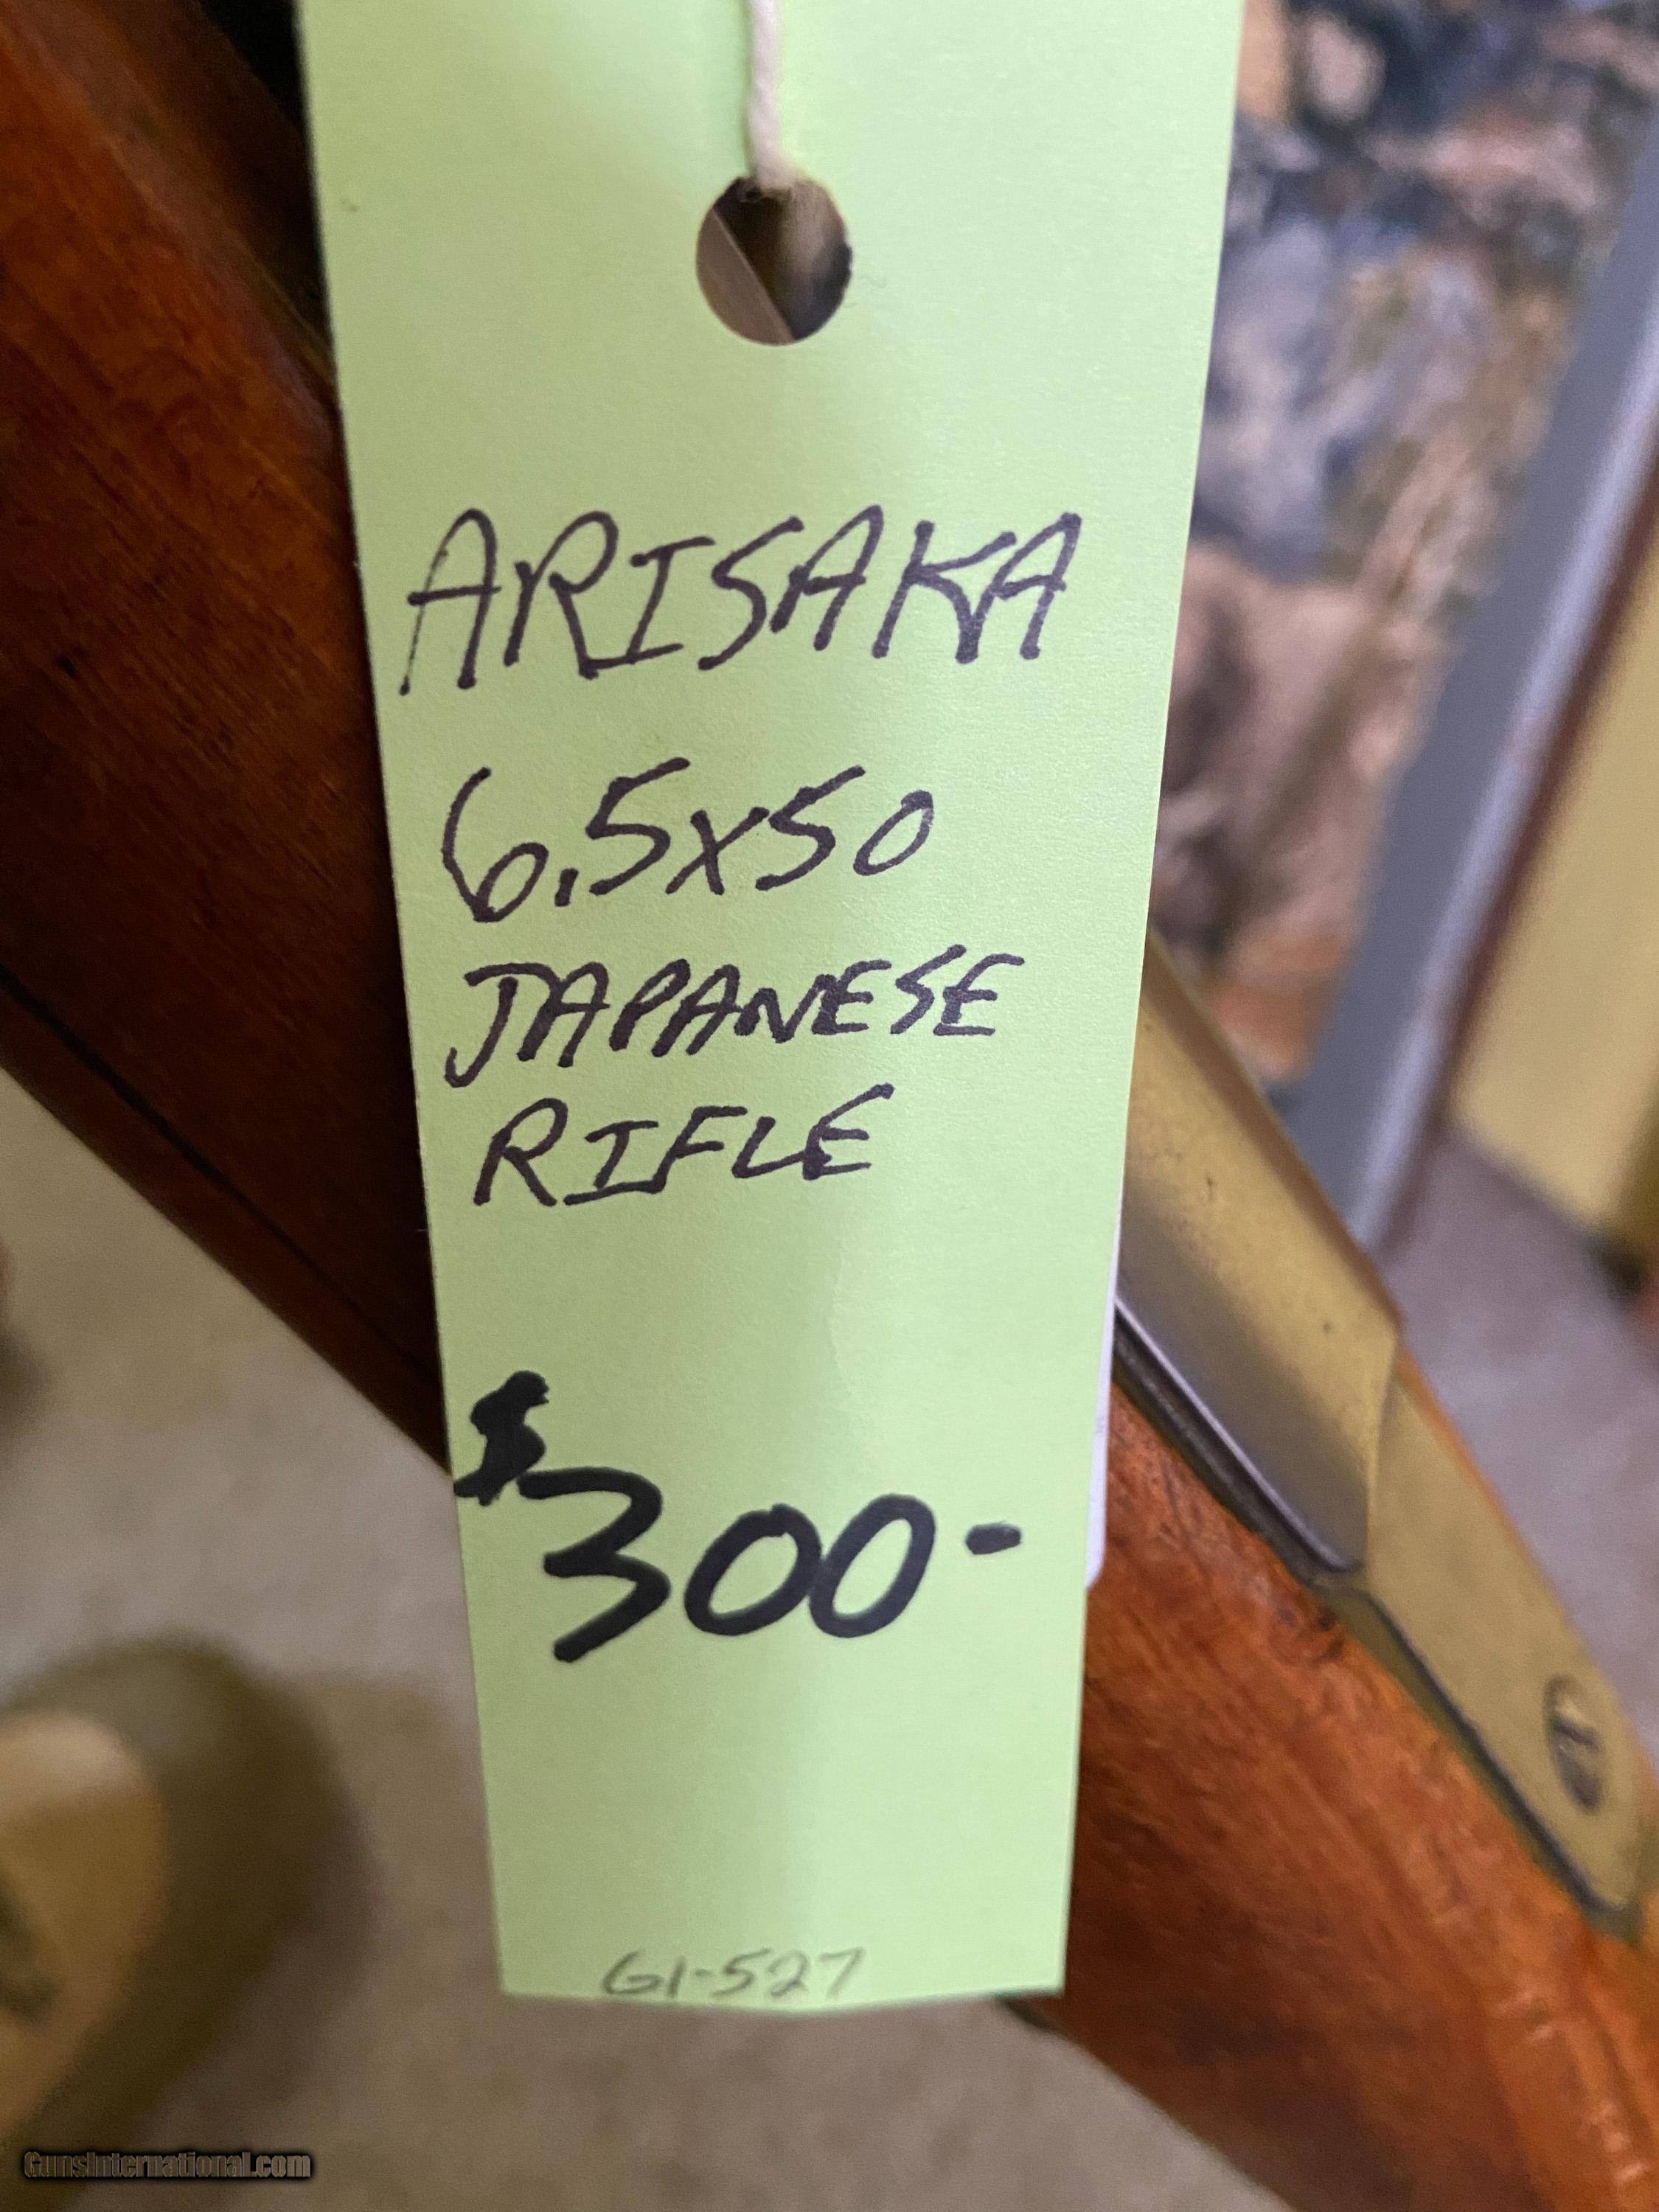 ARISAKA
6.5x50
JAPANESE
RIFLE
$300-
G1-527
GunsInternational.com